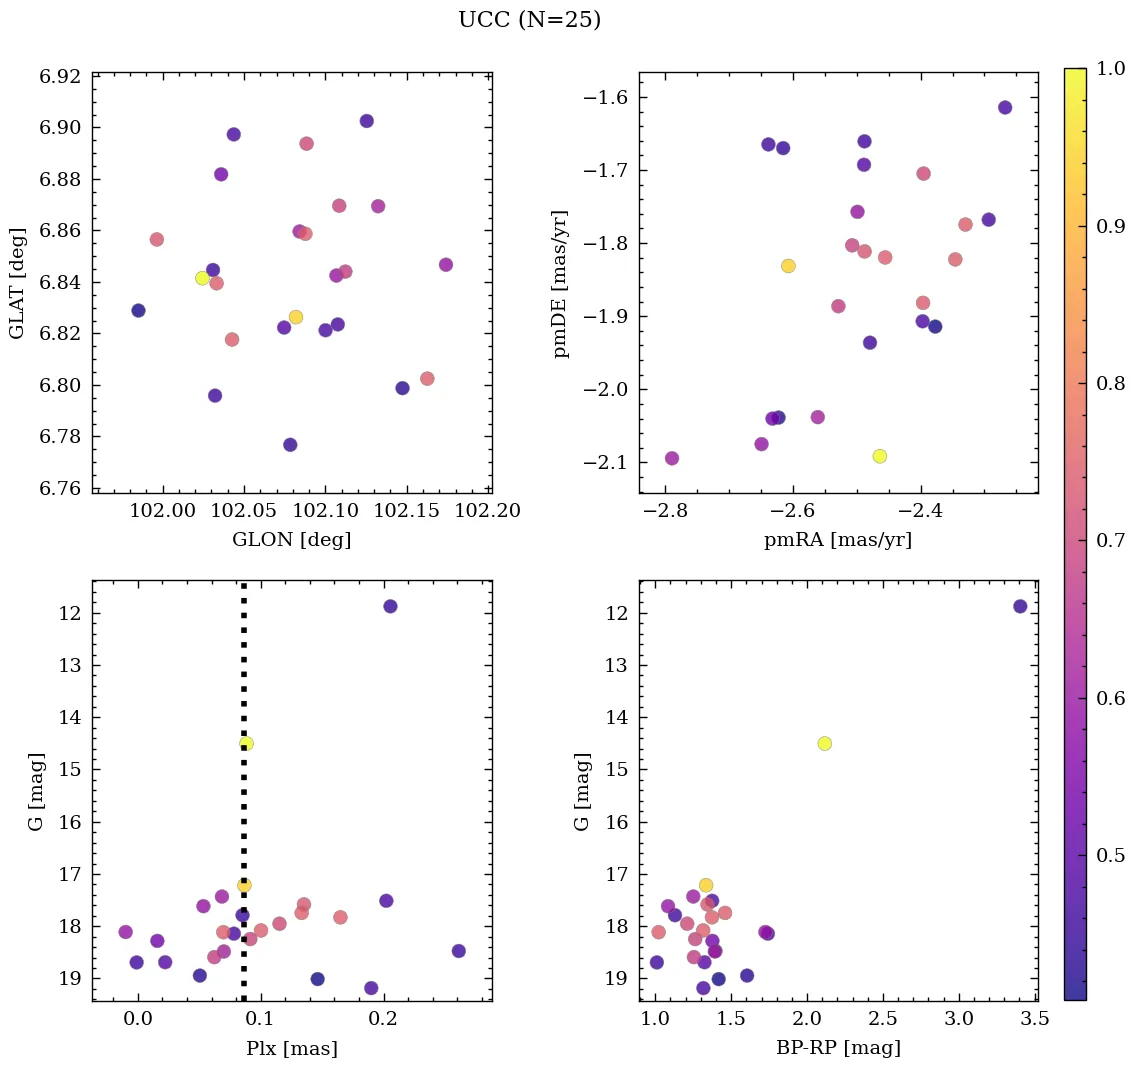 UCC (N=25)
6.92
6.90
6.88
6.86
6.84
6.82
6.80
6.78
6.76
GLAT [deg]
102.00 102.05 102.10 102.15 102.20
GLON [deg]
−1.6
−1.7
−1.8
−1.9
−2.0
−2.1
pmDE [mas/yr]
−2.8 −2.6 −2.4
pmRA [mas/yr]
12
13
14
15
16
17
18
19
G [mag]
0.0 0.1 0.2
Plx [mas]
12
13
14
15
16
17
18
19
G [mag]
1.0 1.5 2.0 2.5 3.0 3.5
BP-RP [mag]
1.0
0.9
0.8
0.7
0.6
0.5